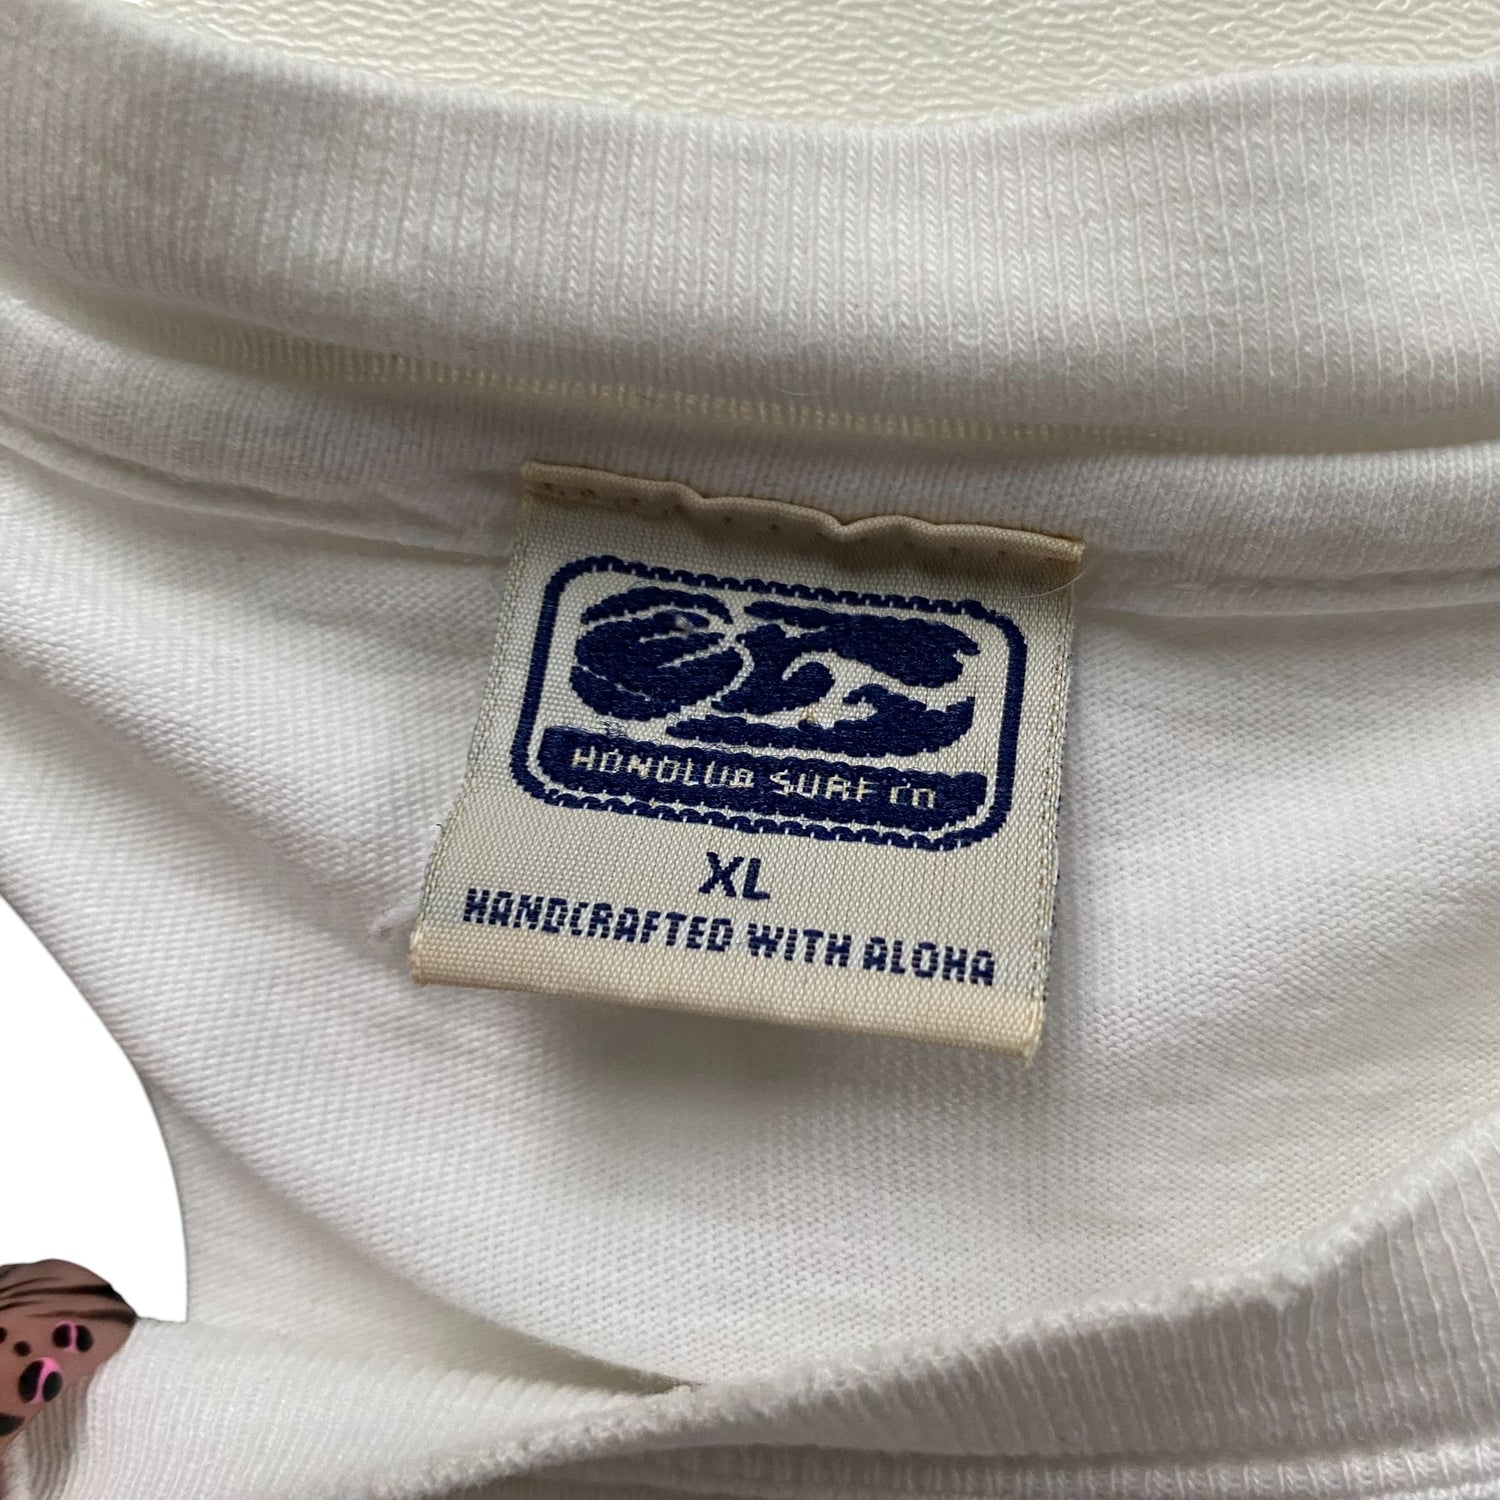 HONOLUA SURF CO
XL
HANDCRAFTED WITH ALOHA